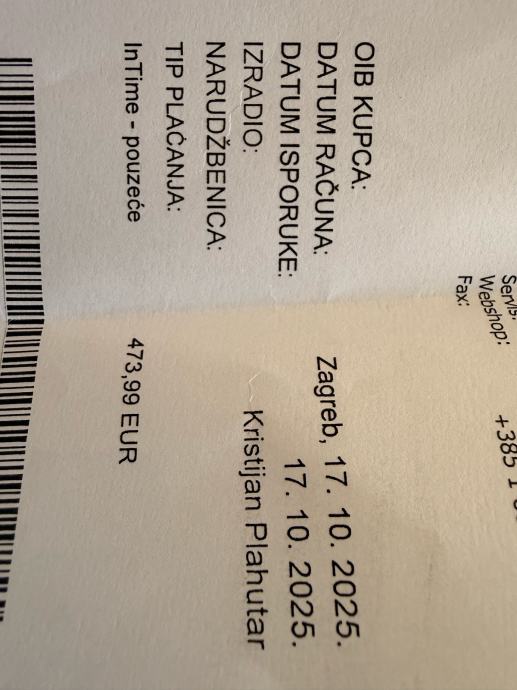 Servis:
Webshop: +385 1
Fax:
OIB KUPCA:
DATUM RAČUNA: Zagreb, 17. 10. 2025.
DATUM ISPORUKE: 17. 10. 2025.
IZRADIO: Kristijan Plahutar
NARUDŽBENICA:
TIP PLAĆANJA:
InTime - pouzeće 473,99 EUR